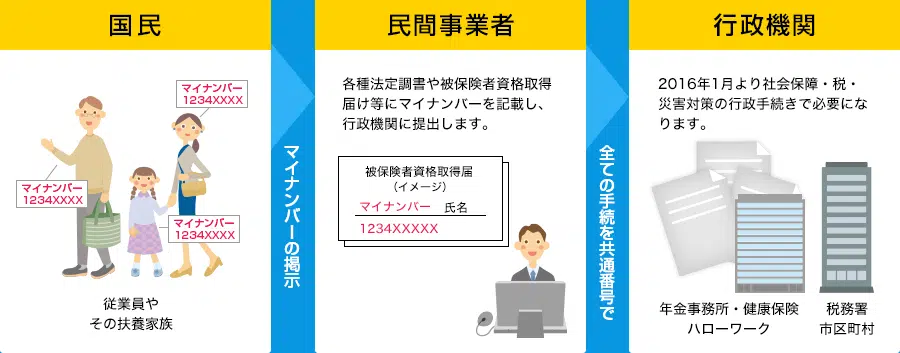 国民
マイナンバー
1234XXXX
マイナンバー
1234XXXX
マイナンバー
1234XXXX
従業員や
その扶養家族
マイナンバーの掲示
民間事業者
各種法定調書や被保険者資格取得
届け等にマイナンバーを記載し、
行政機関に提出します。
被保険者資格取得届
（イメージ）
マイナンバー 氏名
1234XXXXX
全ての手続を共通番号で
行政機関
2016年1月より社会保障・税・
災害対策の行政手続きで必要にな
ります。
年金事務所・健康保険
ハローワーク
税務署
市区町村